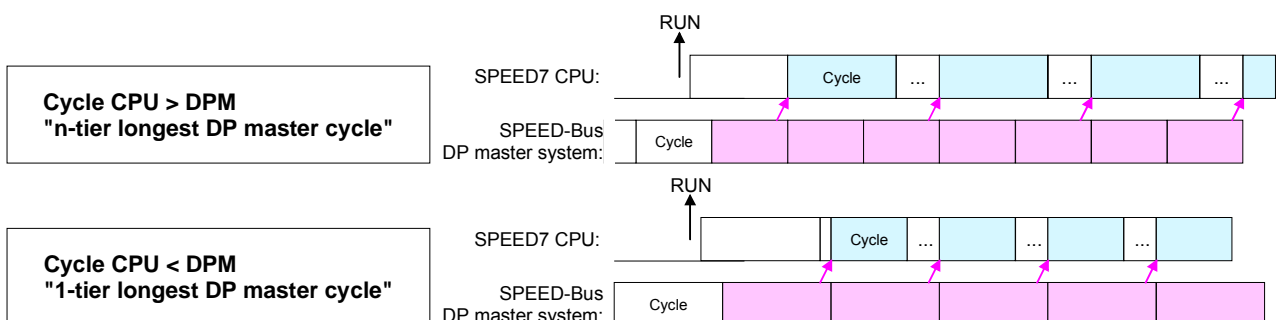 RUN
SPEED7 CPU:
Cycle
...
...
...
Cycle CPU > DPM
"n-tier longest DP master cycle"
SPEED-Bus
DP master system:
Cycle
RUN
SPEED7 CPU:
Cycle
...
...
...
Cycle CPU < DPM
"1-tier longest DP master cycle"
SPEED-Bus
DP master system:
Cycle